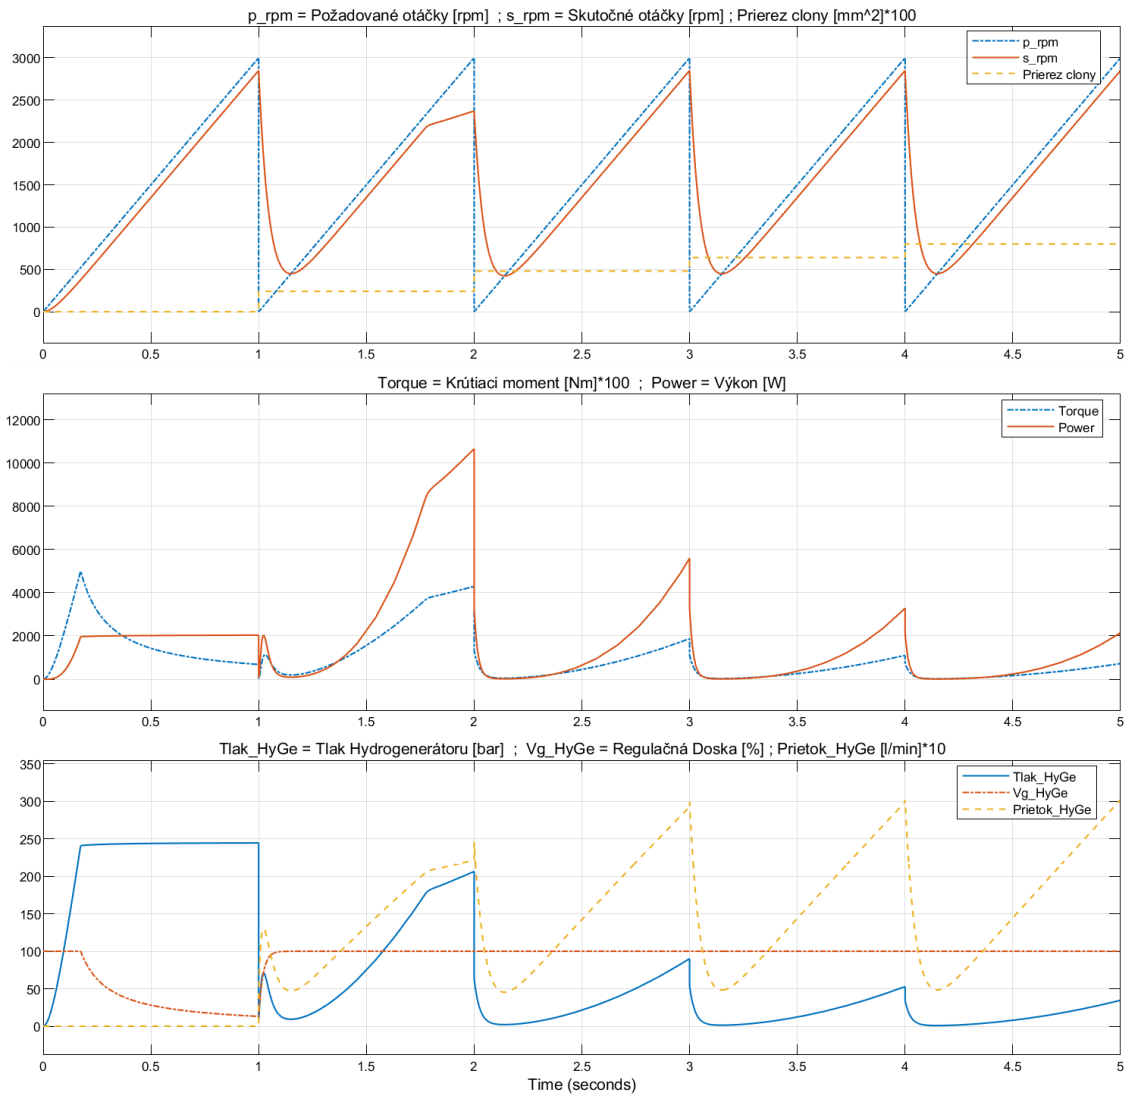 p_rpm = Požadované otáčky [rpm]  ; s_rpm = Skutočné otáčky [rpm] ; Prierez clony [mm^2]*100
p_rpm
s_rpm
Prierez clony
3000
2500
2000
1500
1000
500
0
0 0.5 1 1.5 2 2.5 3 3.5 4 4.5 5
Torque = Krútiaci moment [Nm]*100  ;  Power = Výkon [W]
Torque
Power
12000
10000
8000
6000
4000
2000
0
0 0.5 1 1.5 2 2.5 3 3.5 4 4.5 5
Tlak_HyGe = Tlak Hydrogenerátoru [bar]  ;  Vg_HyGe = Regulačná Doska [%] ; Prietok_HyGe [l/min]*10
Tlak_HyGe
Vg_HyGe
Prietok_HyGe
350
300
250
200
150
100
50
0
0 0.5 1 1.5 2 2.5 3 3.5 4 4.5 5
Time (seconds)